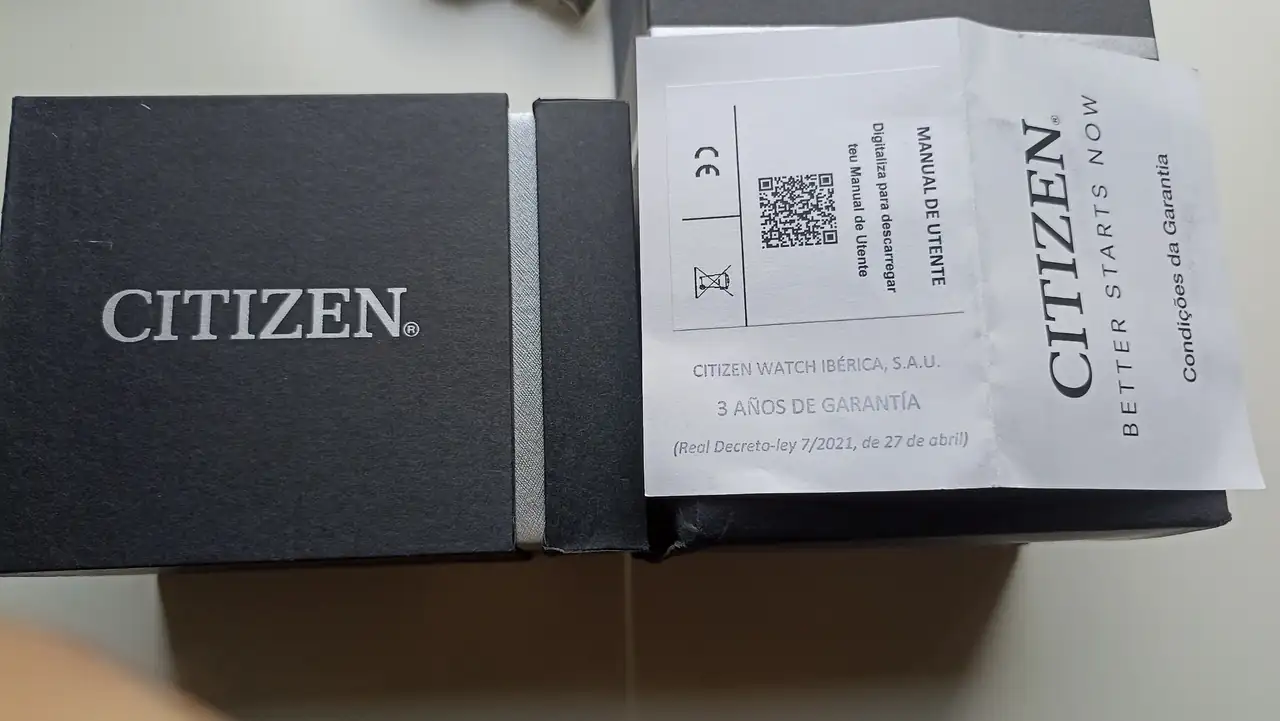 CITIZEN®
MANUAL DE UTENTE
Digitaliza para descarregar
teu Manual de Utente
CE
CITIZEN WATCH IBÉRICA, S.A.U.
3 AÑOS DE GARANTÍA
(Real Decreto-ley 7/2021, de 27 de abril)
CITIZEN®
BETTER STARTS NOW
Condições da Garantia